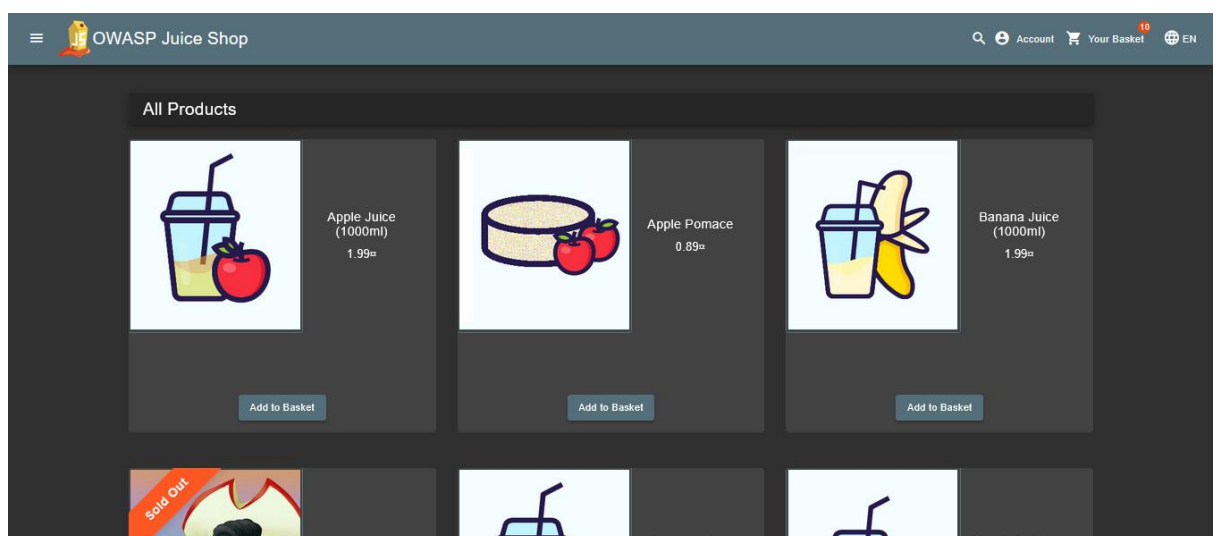 OWASP Juice Shop
Account
Your Basket
10
EN
All Products
Apple Juice
(1000ml)
1.99¤
Apple Pomace
0.89¤
Banana Juice
(1000ml)
1.99¤
Add to Basket
Add to Basket
Add to Basket
Sold Out